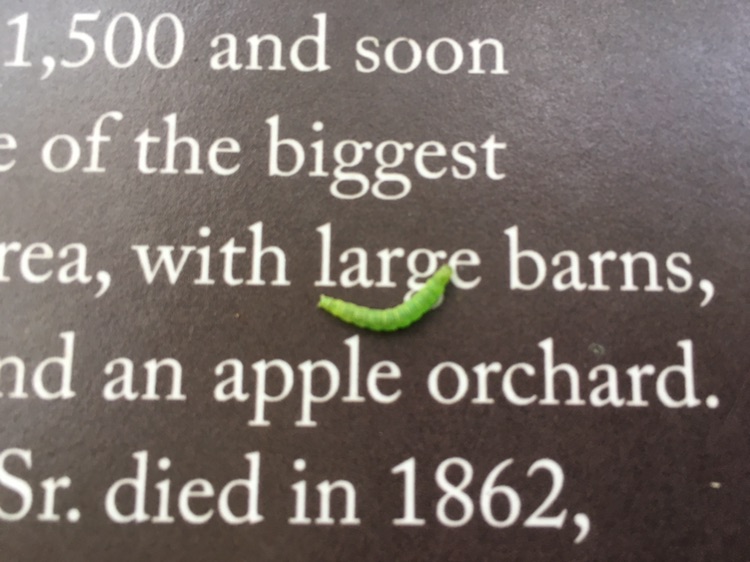 1,500 and soon
e of the biggest
rea, with large barns,
nd an apple orchard.
Sr. died in 1862,